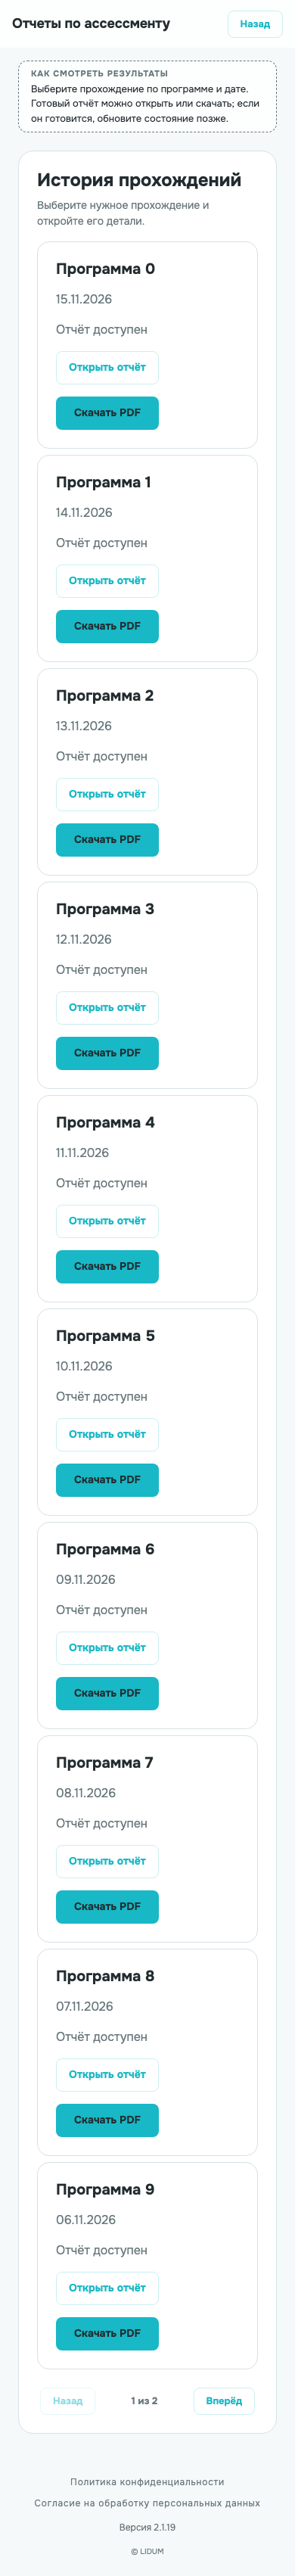 Отчеты по ассессменту
Назад
КАК СМОТРЕТЬ РЕЗУЛЬТАТЫ
Выберите прохождение по программе и дате.
Готовый отчёт можно открыть или скачать; если
он готовится, обновите состояние позже.
История прохождений
Выберите нужное прохождение и
откройте его детали.
Программа 0
15.11.2026
Отчёт доступен
Открыть отчёт
Скачать PDF
Программа 1
14.11.2026
Отчёт доступен
Открыть отчёт
Скачать PDF
Программа 2
13.11.2026
Отчёт доступен
Открыть отчёт
Скачать PDF
Программа 3
12.11.2026
Отчёт доступен
Открыть отчёт
Скачать PDF
Программа 4
11.11.2026
Отчёт доступен
Открыть отчёт
Скачать PDF
Программа 5
10.11.2026
Отчёт доступен
Открыть отчёт
Скачать PDF
Программа 6
09.11.2026
Отчёт доступен
Открыть отчёт
Скачать PDF
Программа 7
08.11.2026
Отчёт доступен
Открыть отчёт
Скачать PDF
Программа 8
07.11.2026
Отчёт доступен
Открыть отчёт
Скачать PDF
Программа 9
06.11.2026
Отчёт доступен
Открыть отчёт
Скачать PDF
Назад
1 из 2
Вперёд
Политика конфиденциальности
Согласие на обработку персональных данных
Версия 2.1.19
© LIDUM